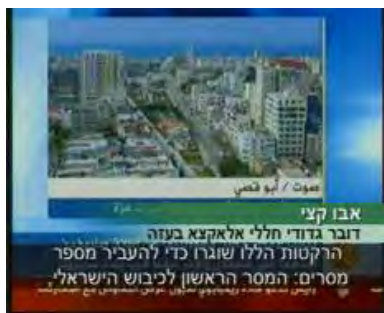 صوت / أبو قصي
غزة
אבו קצי
דובר גדודי חללי אלאקצא בעזה
הרקטות הללו שוגרו כדי להעביר מספר
מסרים: המסר הראשון לכיבוש הישראלי.